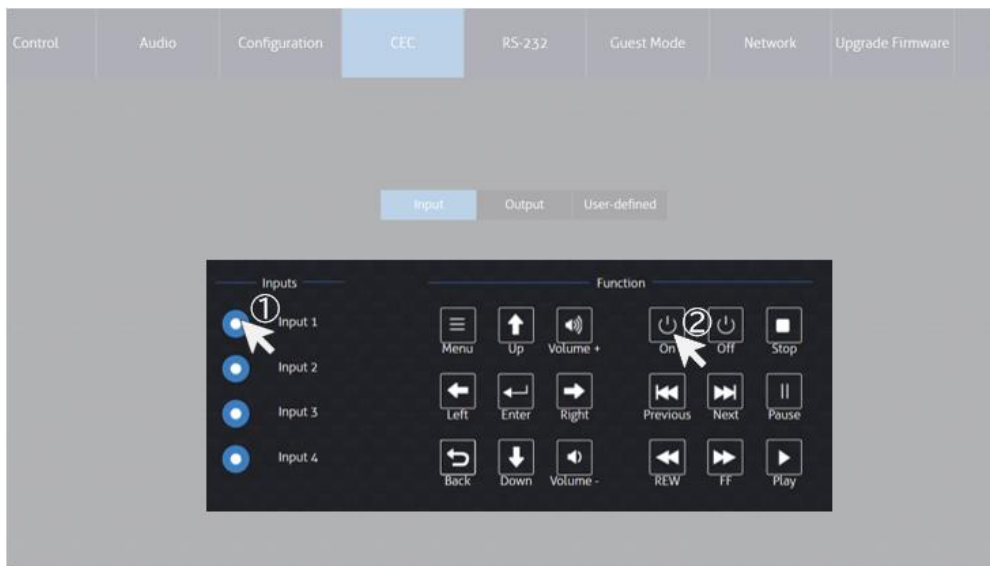 Control Audio Configuration CEC RS-232 Guest Mode Network Upgrade Firmware
Input Output User-defined
Inputs Function
① Input 1
②
Menu Up Volume + On Off Stop
Input 2
Input 3
Left Enter Right Previous Next Pause
Input 4
Back Down Volume - REW FF Play